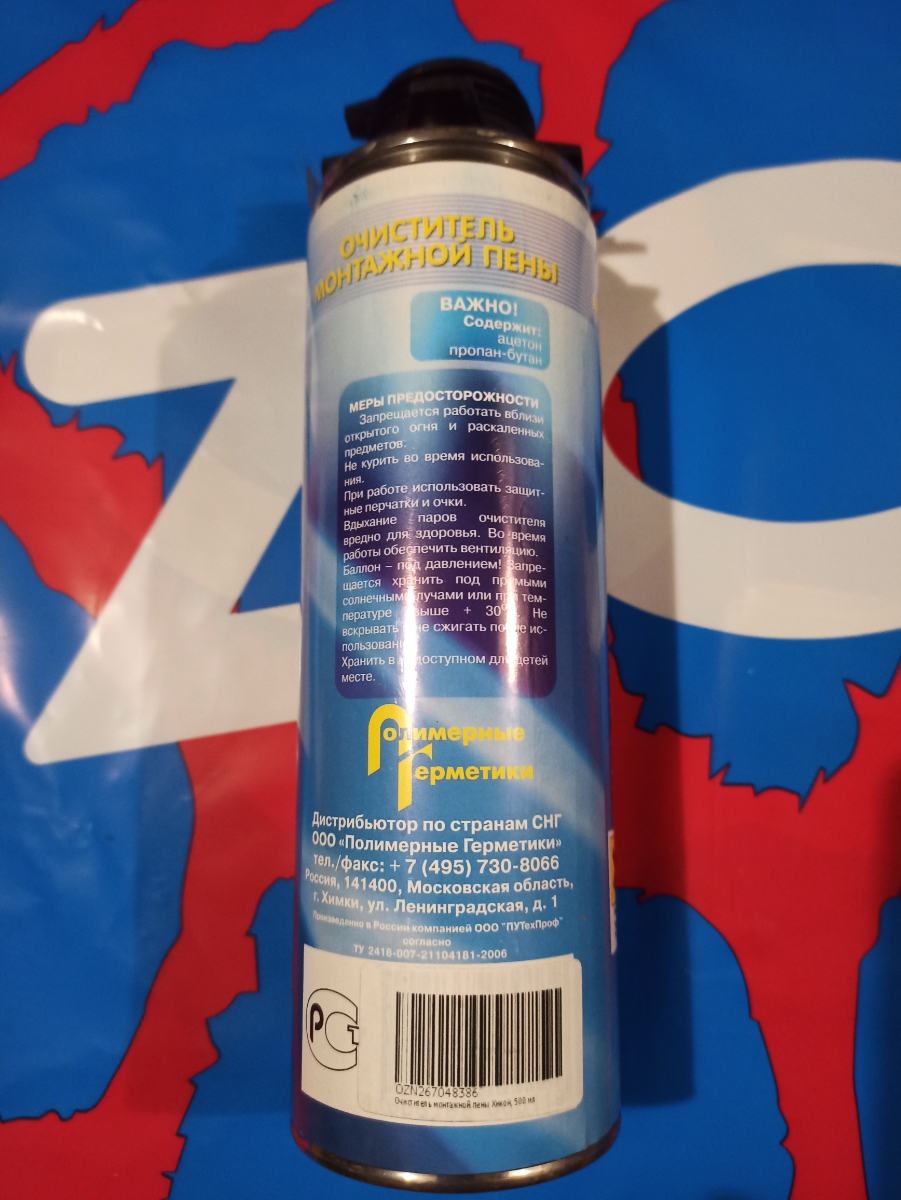 ОЧИСТИТЕЛЬ
МОНТАЖНОЙ ПЕНЫ
ВАЖНО!
Содержит:
ацетон
пропан-бутан
МЕРЫ ПРЕДОСТОРОЖНОСТИ
Запрещается работать вблизи
открытого огня и раскаленных
предметов.
Не курить во время использова-
ния.
При работе использовать защит-
ные перчатки и очки.
Вдыхание паров очистителя
вредно для здоровья. Во время
работы обеспечить вентиляцию.
Баллон – под давлением! Запре-
щается хранить под прямыми
солнечными лучами или при тем-
пературе свыше + 30°. Не
вскрывать не сжигать после ис-
пользования
Хранить в недоступном для детей
месте.
Полимерные
Герметики
Дистрибьютор по странам СНГ
ООО «Полимерные Герметики»
тел./факс: + 7 (495) 730-8066
Россия, 141400, Московская область,
г. Химки, ул. Ленинградская, д. 1
Произведено в России компанией ООО "ПУТехПроф"
согласно
ТУ 2418-007-21104181-2006
РСТ
OZN267048386
Очиститель монтажной пены Хикон, 500 мл
ZO